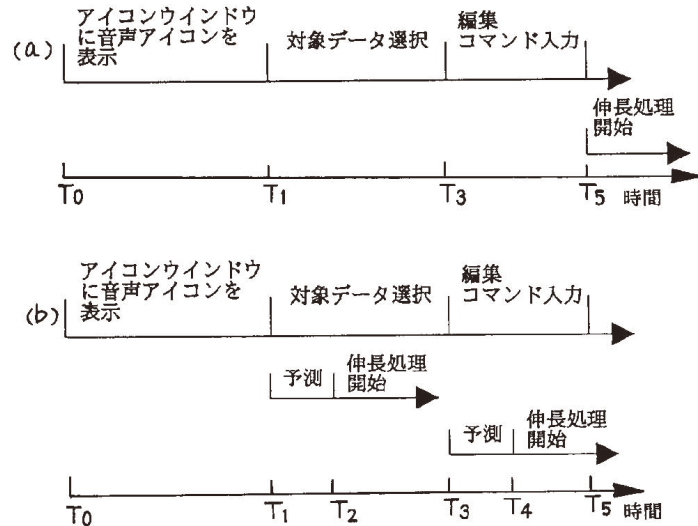 (a)
アイコンウインドウ
に音声アイコンを
表示
対象データ選択
編集
コマンド入力
伸長処理
開始
T0 T1 T3 T5 時間
(b)
アイコンウインドウ
に音声アイコンを
表示
対象データ選択
編集
コマンド入力
予測
伸長処理
開始
予測
伸長処理
開始
T0 T1 T2 T3 T4 T5 時間